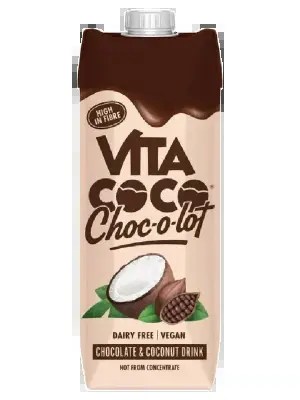 HIGH
IN FIBRE
VITA
COCO
Choc-o-lot
DAIRY FREE | VEGAN
CHOCOLATE & COCONUT DRINK
NOT FROM CONCENTRATE